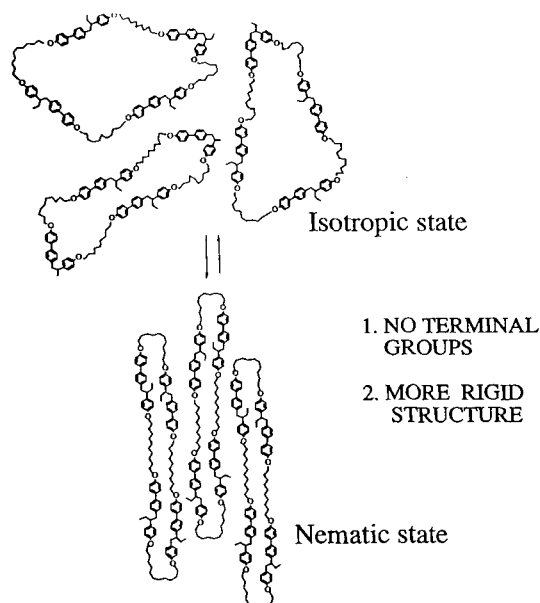 Isotropic state
1. NO TERMINAL
GROUPS
2. MORE RIGID
STRUCTURE
Nematic state